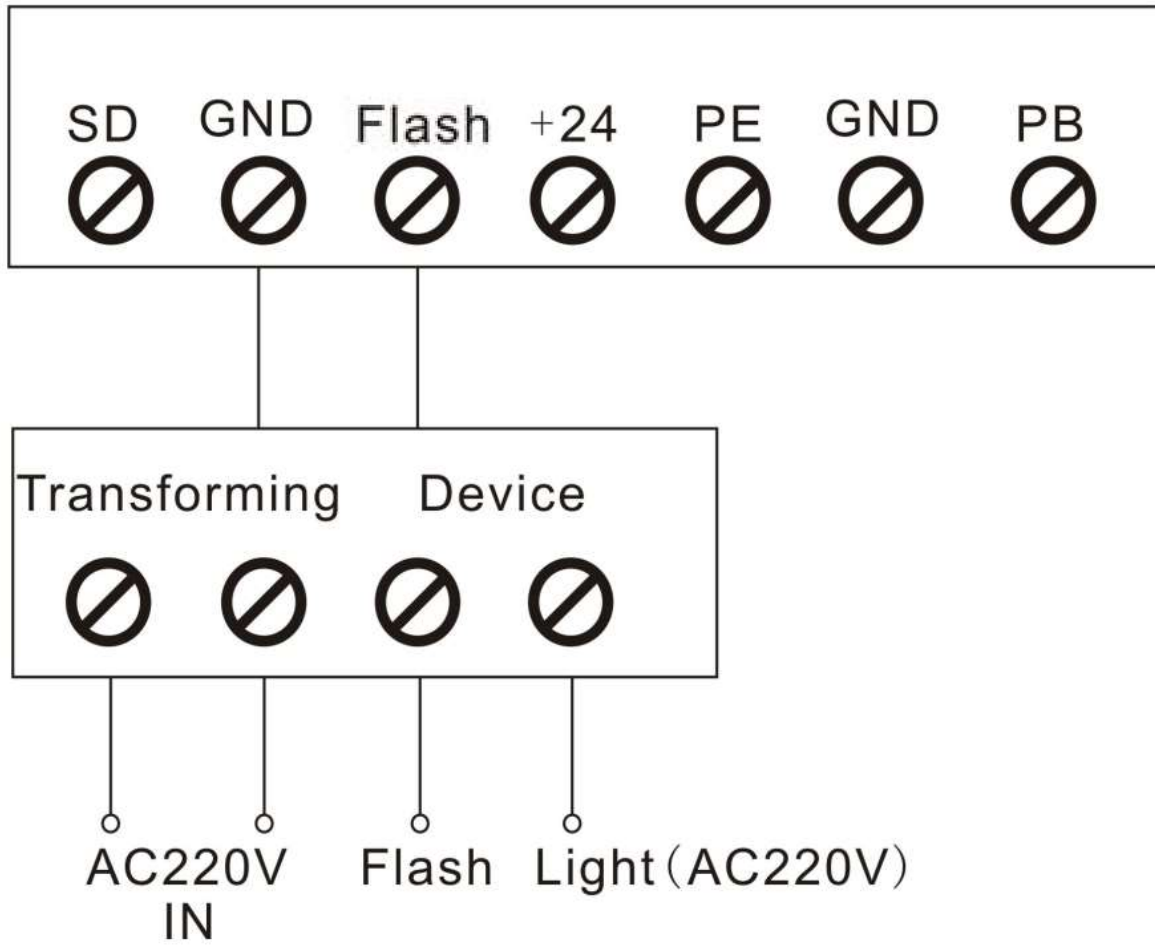 SD GND Flash +24 PE GND PB
Transforming Device
AC220V Flash Light (AC220V)
IN